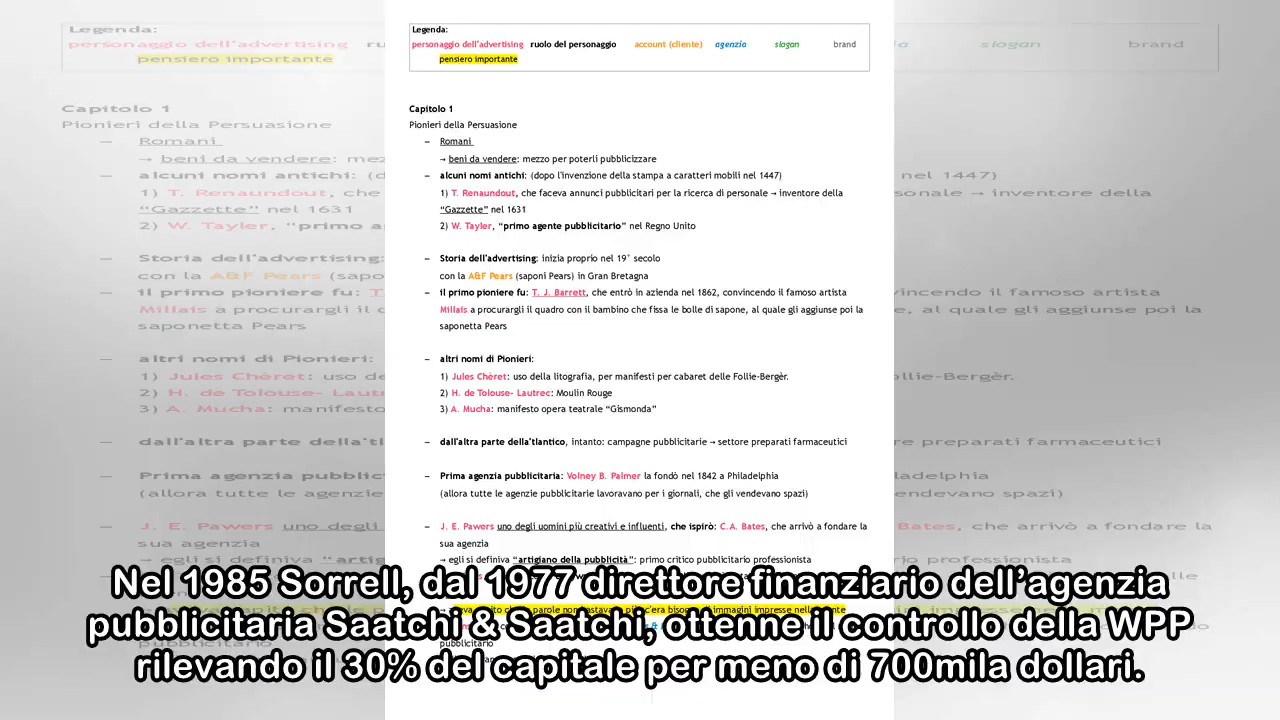 Legenda:
personaggio dell'advertising ruolo del personaggio account (cliente) agenzia slogan brand
pensiero importante
Capitolo 1
Pionieri della Persuasione
– Romani
→ beni da vendere: mezzo per poterli pubblicizzare
– alcuni nomi antichi: (dopo l'invenzione della stampa a caratteri mobili nel 1447)
1) T. Renaundout, che faceva annunci pubblicitari per la ricerca di personale → inventore della
“Gazzette” nel 1631
2) W. Tayler, “primo agente pubblicitario” nel Regno Unito
– Storia dell'advertising: inizia proprio nel 19° secolo
con la A&F Pears (saponi Pears) in Gran Bretagna
– il primo pioniere fu: T. J. Barrett, che entrò in azienda nel 1862, convincendo il famoso artista
Millais a procurargli il quadro con il bambino che fissa le bolle di sapone, al quale gli aggiunse poi la
saponetta Pears
– altri nomi di Pionieri:
1) Jules Chéret: uso della litografia, per manifesti per cabaret delle Follie-Bergèr.
2) H. de Tolouse- Lautrec: Moulin Rouge
3) A. Mucha: manifesto opera teatrale “Gismonda”
– dall'altra parte della'tlantico, intanto: campagne pubblicitarie → settore preparati farmaceutici
– Prima agenzia pubblicitaria: Volney B. Palmer la fondò nel 1842 a Philadelphia
(allora tutte le agenzie pubblicitarie lavoravano per i giornali, che gli vendevano spazi)
– J. E. Pawers uno degli uomini più creativi e influenti, che ispirò: C.A. Bates, che arrivò a fondare la
sua agenzia
→ egli si definiva “artigiano della pubblicità”: primo critico pubblicitario professionista
Nel 1985 Sorrell, dal 1977 direttore finanziario dell’agenzia
pubblicitaria Saatchi & Saatchi, ottenne il controllo della WPP
rilevando il 30% del capitale per meno di 700mila dollari.
pubblicitario